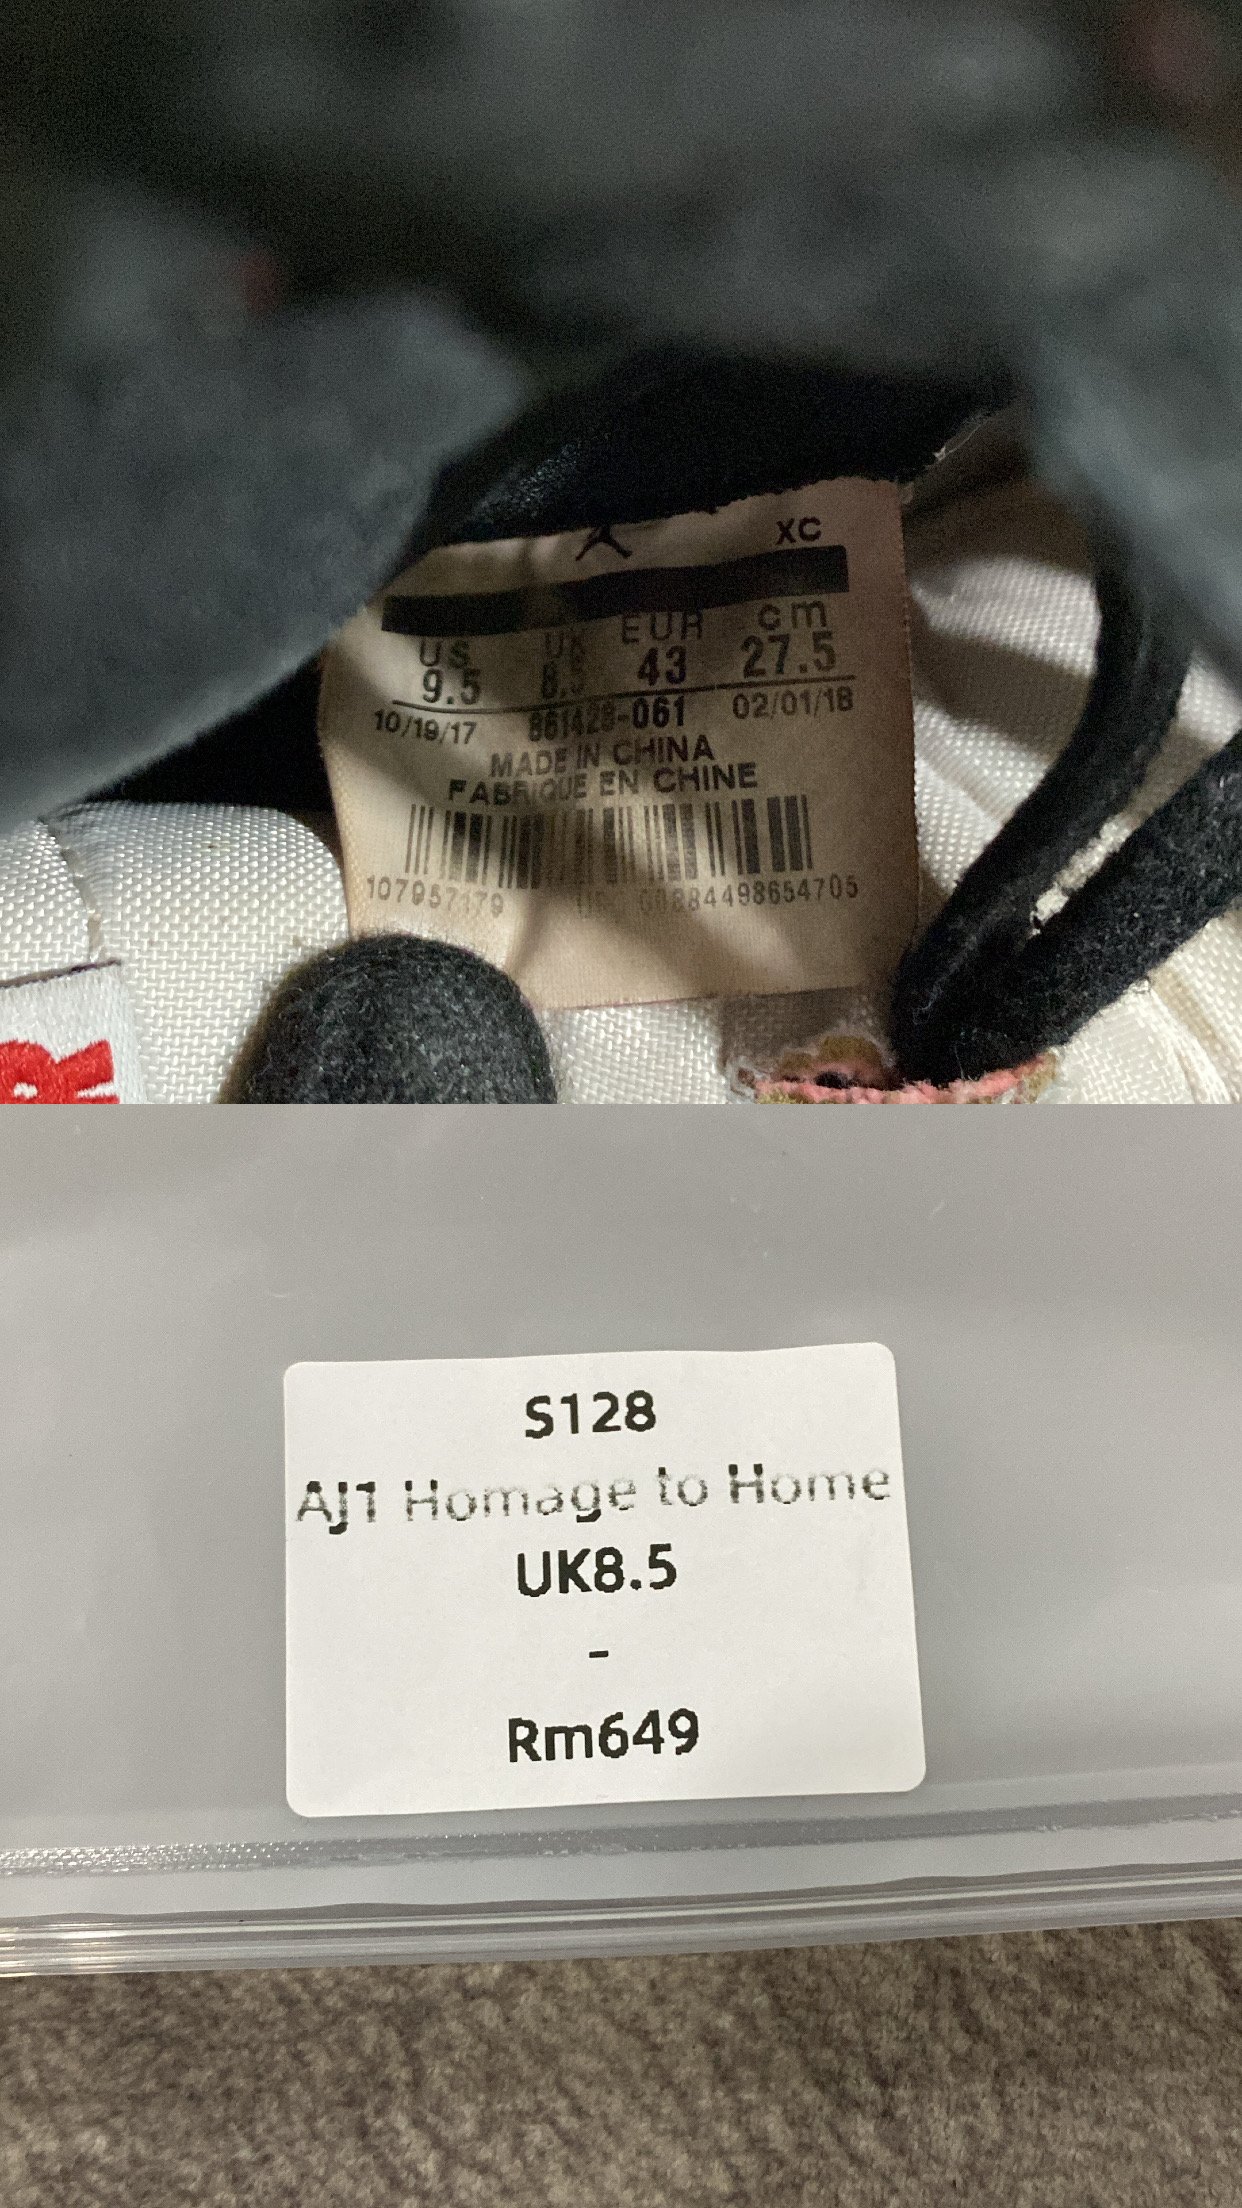 XC
US UK EUR cm
9.5 8.5 43 27.5
10/19/17 861428-061 02/01/18
MADE IN CHINA
FABRIQUE EN CHINE
107957179 00884498654705
S128
AJ1 Homage to Home
UK8.5
-
Rm649